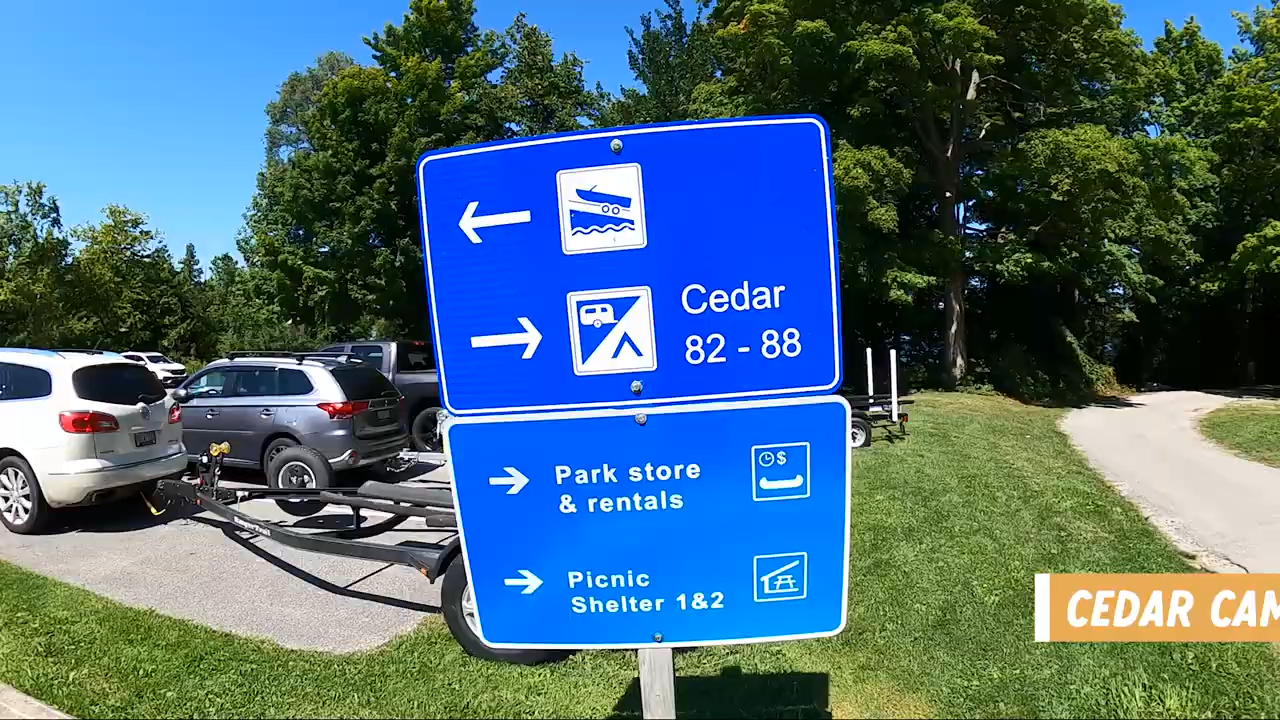 Cedar
82 - 88
Park store
& rentals
$
Picnic
Shelter 1&2
CEDAR CAM